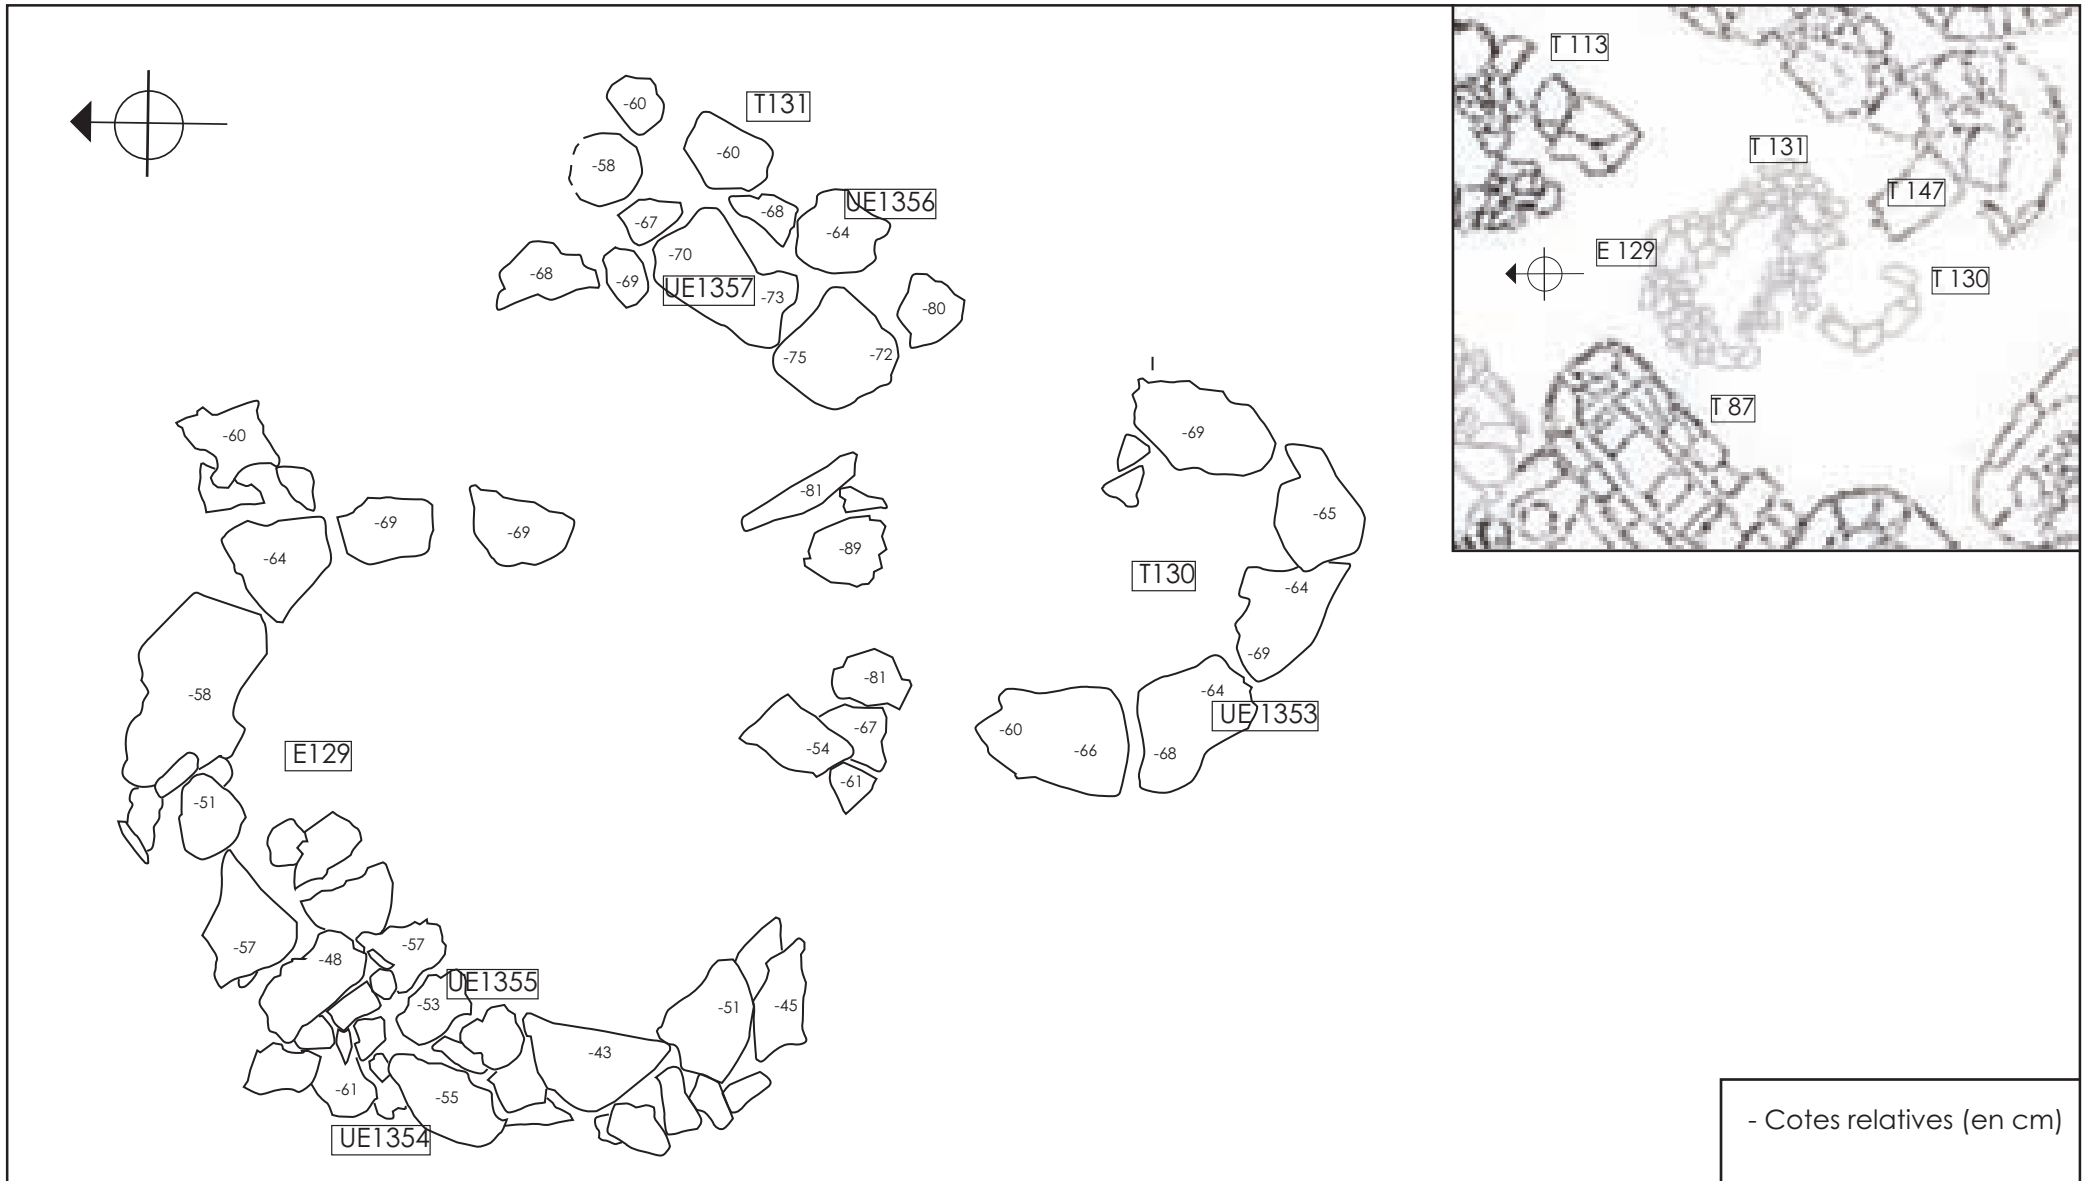 -60
T131
-60
-58
-68
UE1356
-67
-64
-70
-68
-69
UE1357
-73
-80
-75
-72
-60
-69
-81
-65
-69
-69
-64
-89
T130
-64
-69
-81
-58
-64
UE1353
-67
-60
-54
-66
-68
E129
-61
-51
-57
-57
-48
UE1355
-53
-51
-45
-43
-61
-55
UE1354
T 113
T 131
T 147
E 129
T 130
T 87
- Cotes relatives (en cm)